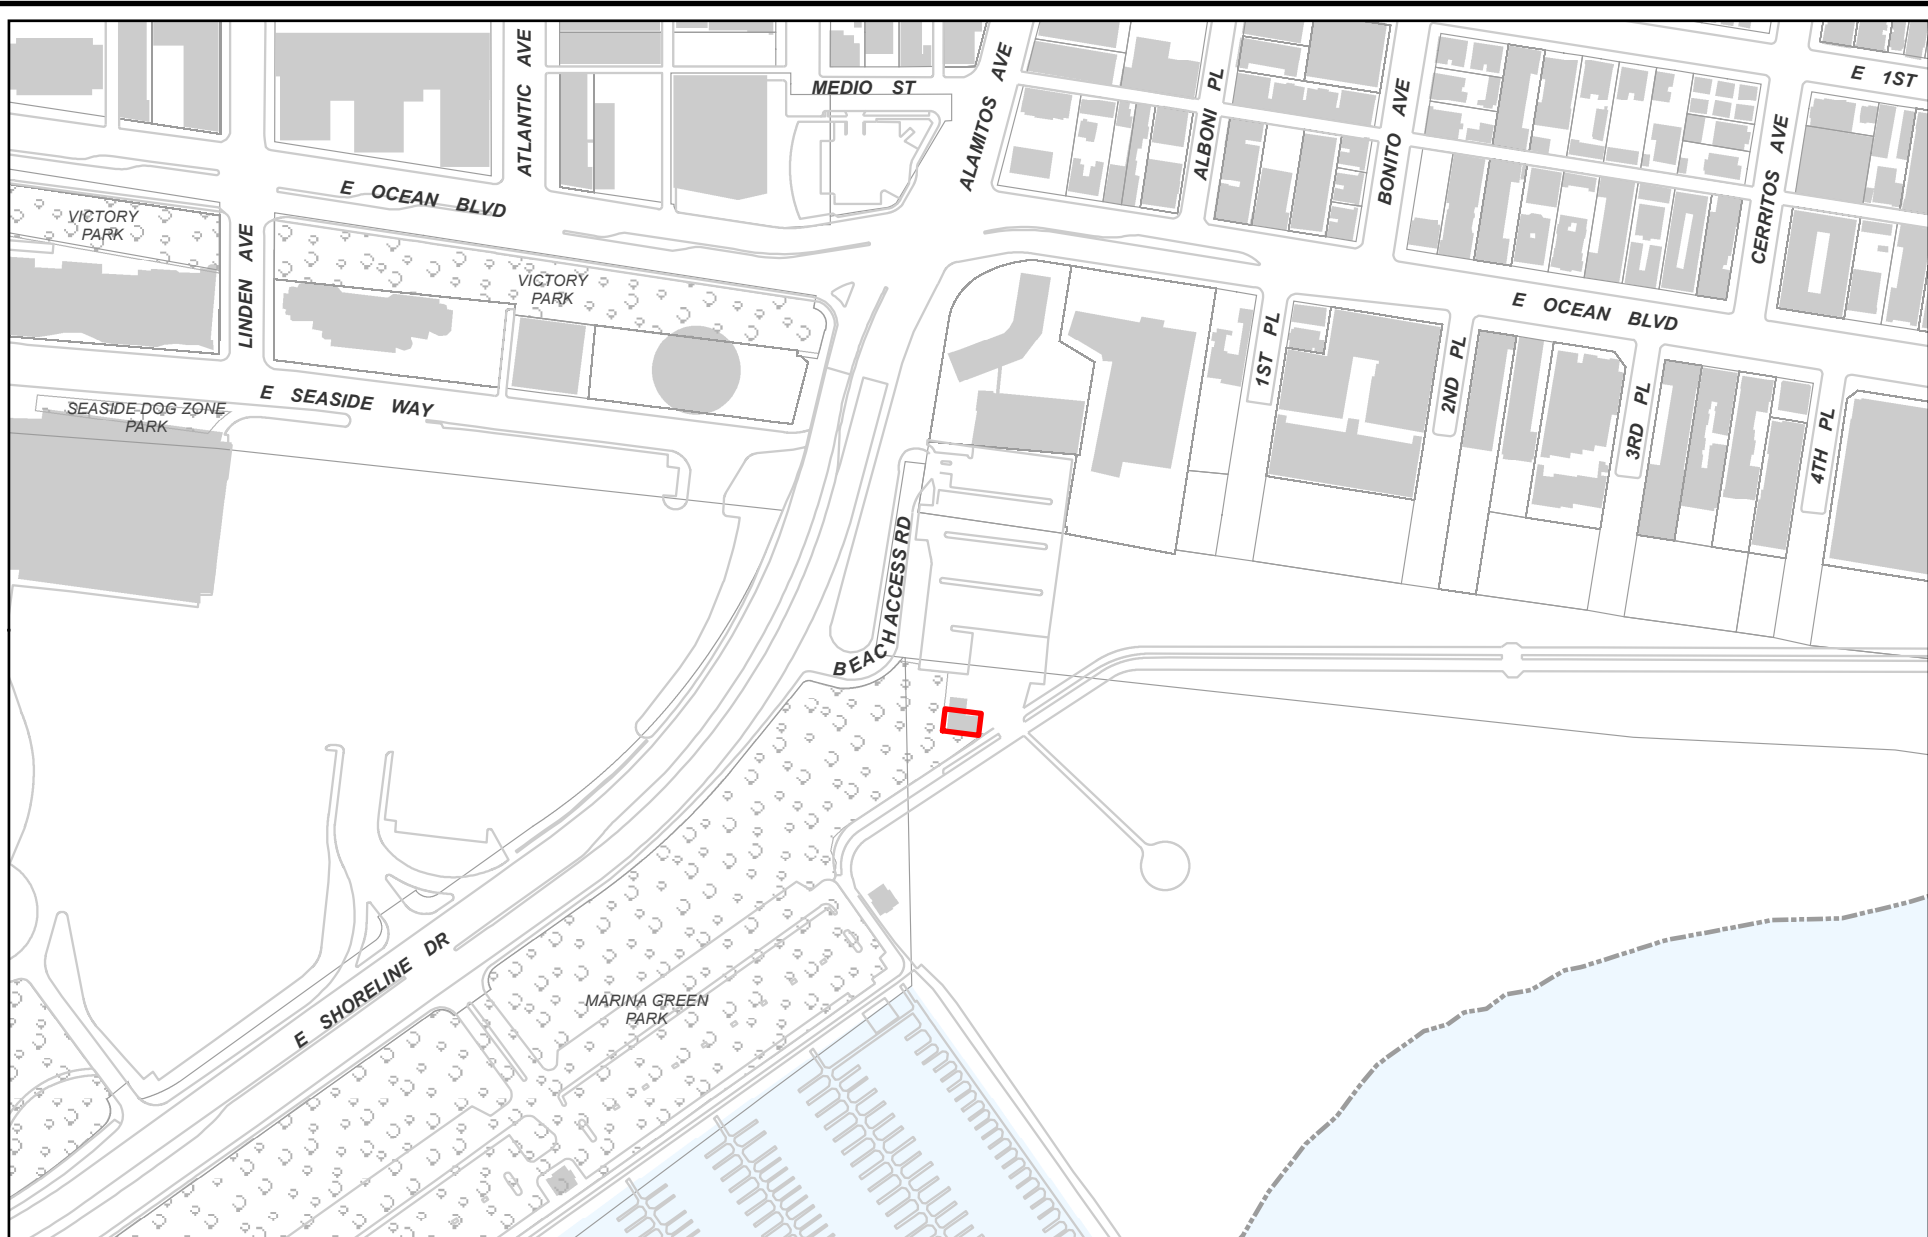 E 1ST
MEDIO ST
ATLANTIC AVE
ALAMITOS AVE
ALBONI PL
BONITO AVE
CERRITOS AVE
E OCEAN BLVD
VICTORY
PARK
LINDEN AVE
VICTORY
PARK
E OCEAN BLVD
1ST PL
2ND PL
3RD PL
4TH PL
E SEASIDE WAY
SEASIDE DOG ZONE
PARK
BEACH ACCESS RD
E SHORELINE DR
MARINA GREEN
PARK